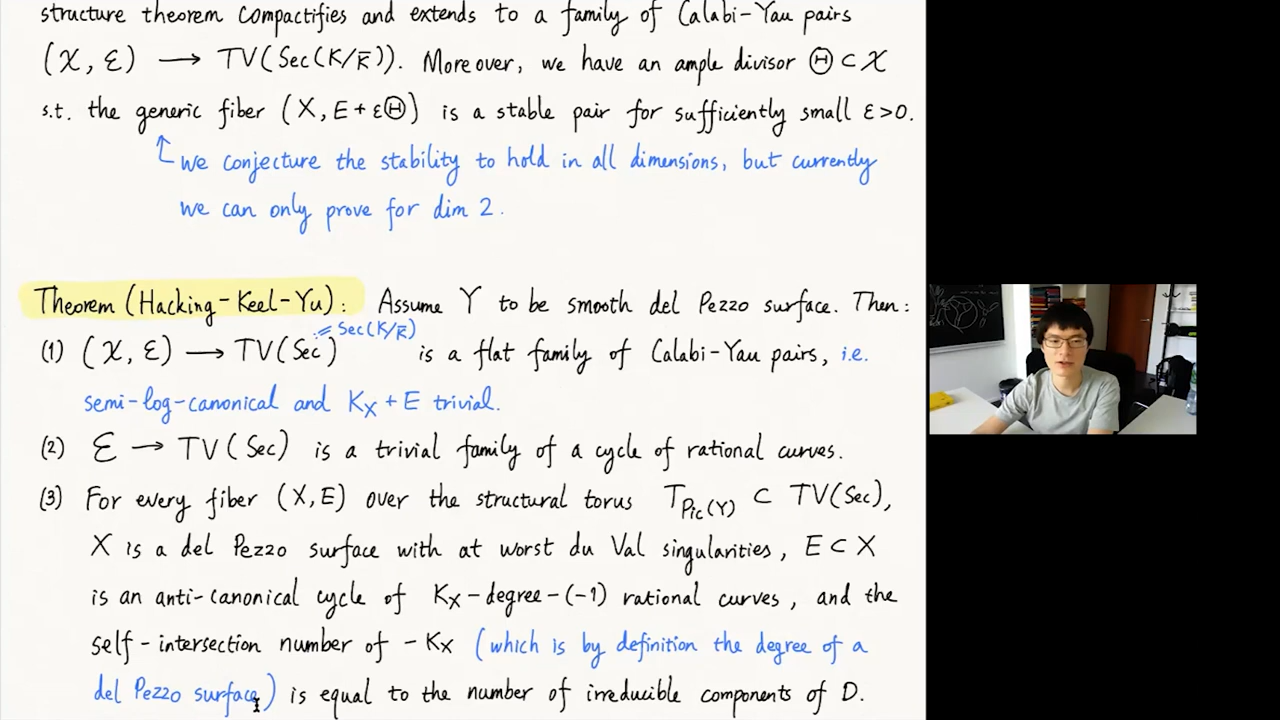 structure theorem compactifies and extends to a family of Calabi-Yau pairs
(X, E) → TV(Sec(K/K̄)). Moreover, we have an ample divisor Θ ⊂ X
s.t. the generic fiber (X, E+εΘ) is a stable pair for sufficiently small ε>0.
we conjecture the stability to hold in all dimensions, but currently
we can only prove for dim 2.
Theorem (Hacking-Keel-Yu): Assume Y to be smooth del Pezzo surface. Then:
:= Sec(K/K̄)
(1) (X, E) → TV(Sec) is a flat family of Calabi-Yau pairs, i.e.
semi-log-canonical and K_X + E trivial.
(2) E → TV(Sec) is a trivial family of a cycle of rational curves.
(3) For every fiber (X, E) over the structural torus T_Pic(Y) ⊂ TV(Sec),
X is a del Pezzo surface with at worst du Val singularities, E ⊂ X
is an anti-canonical cycle of K_X-degree-(-1) rational curves, and the
self-intersection number of -K_X (which is by definition the degree of a
del Pezzo surface) is equal to the number of irreducible components of D.